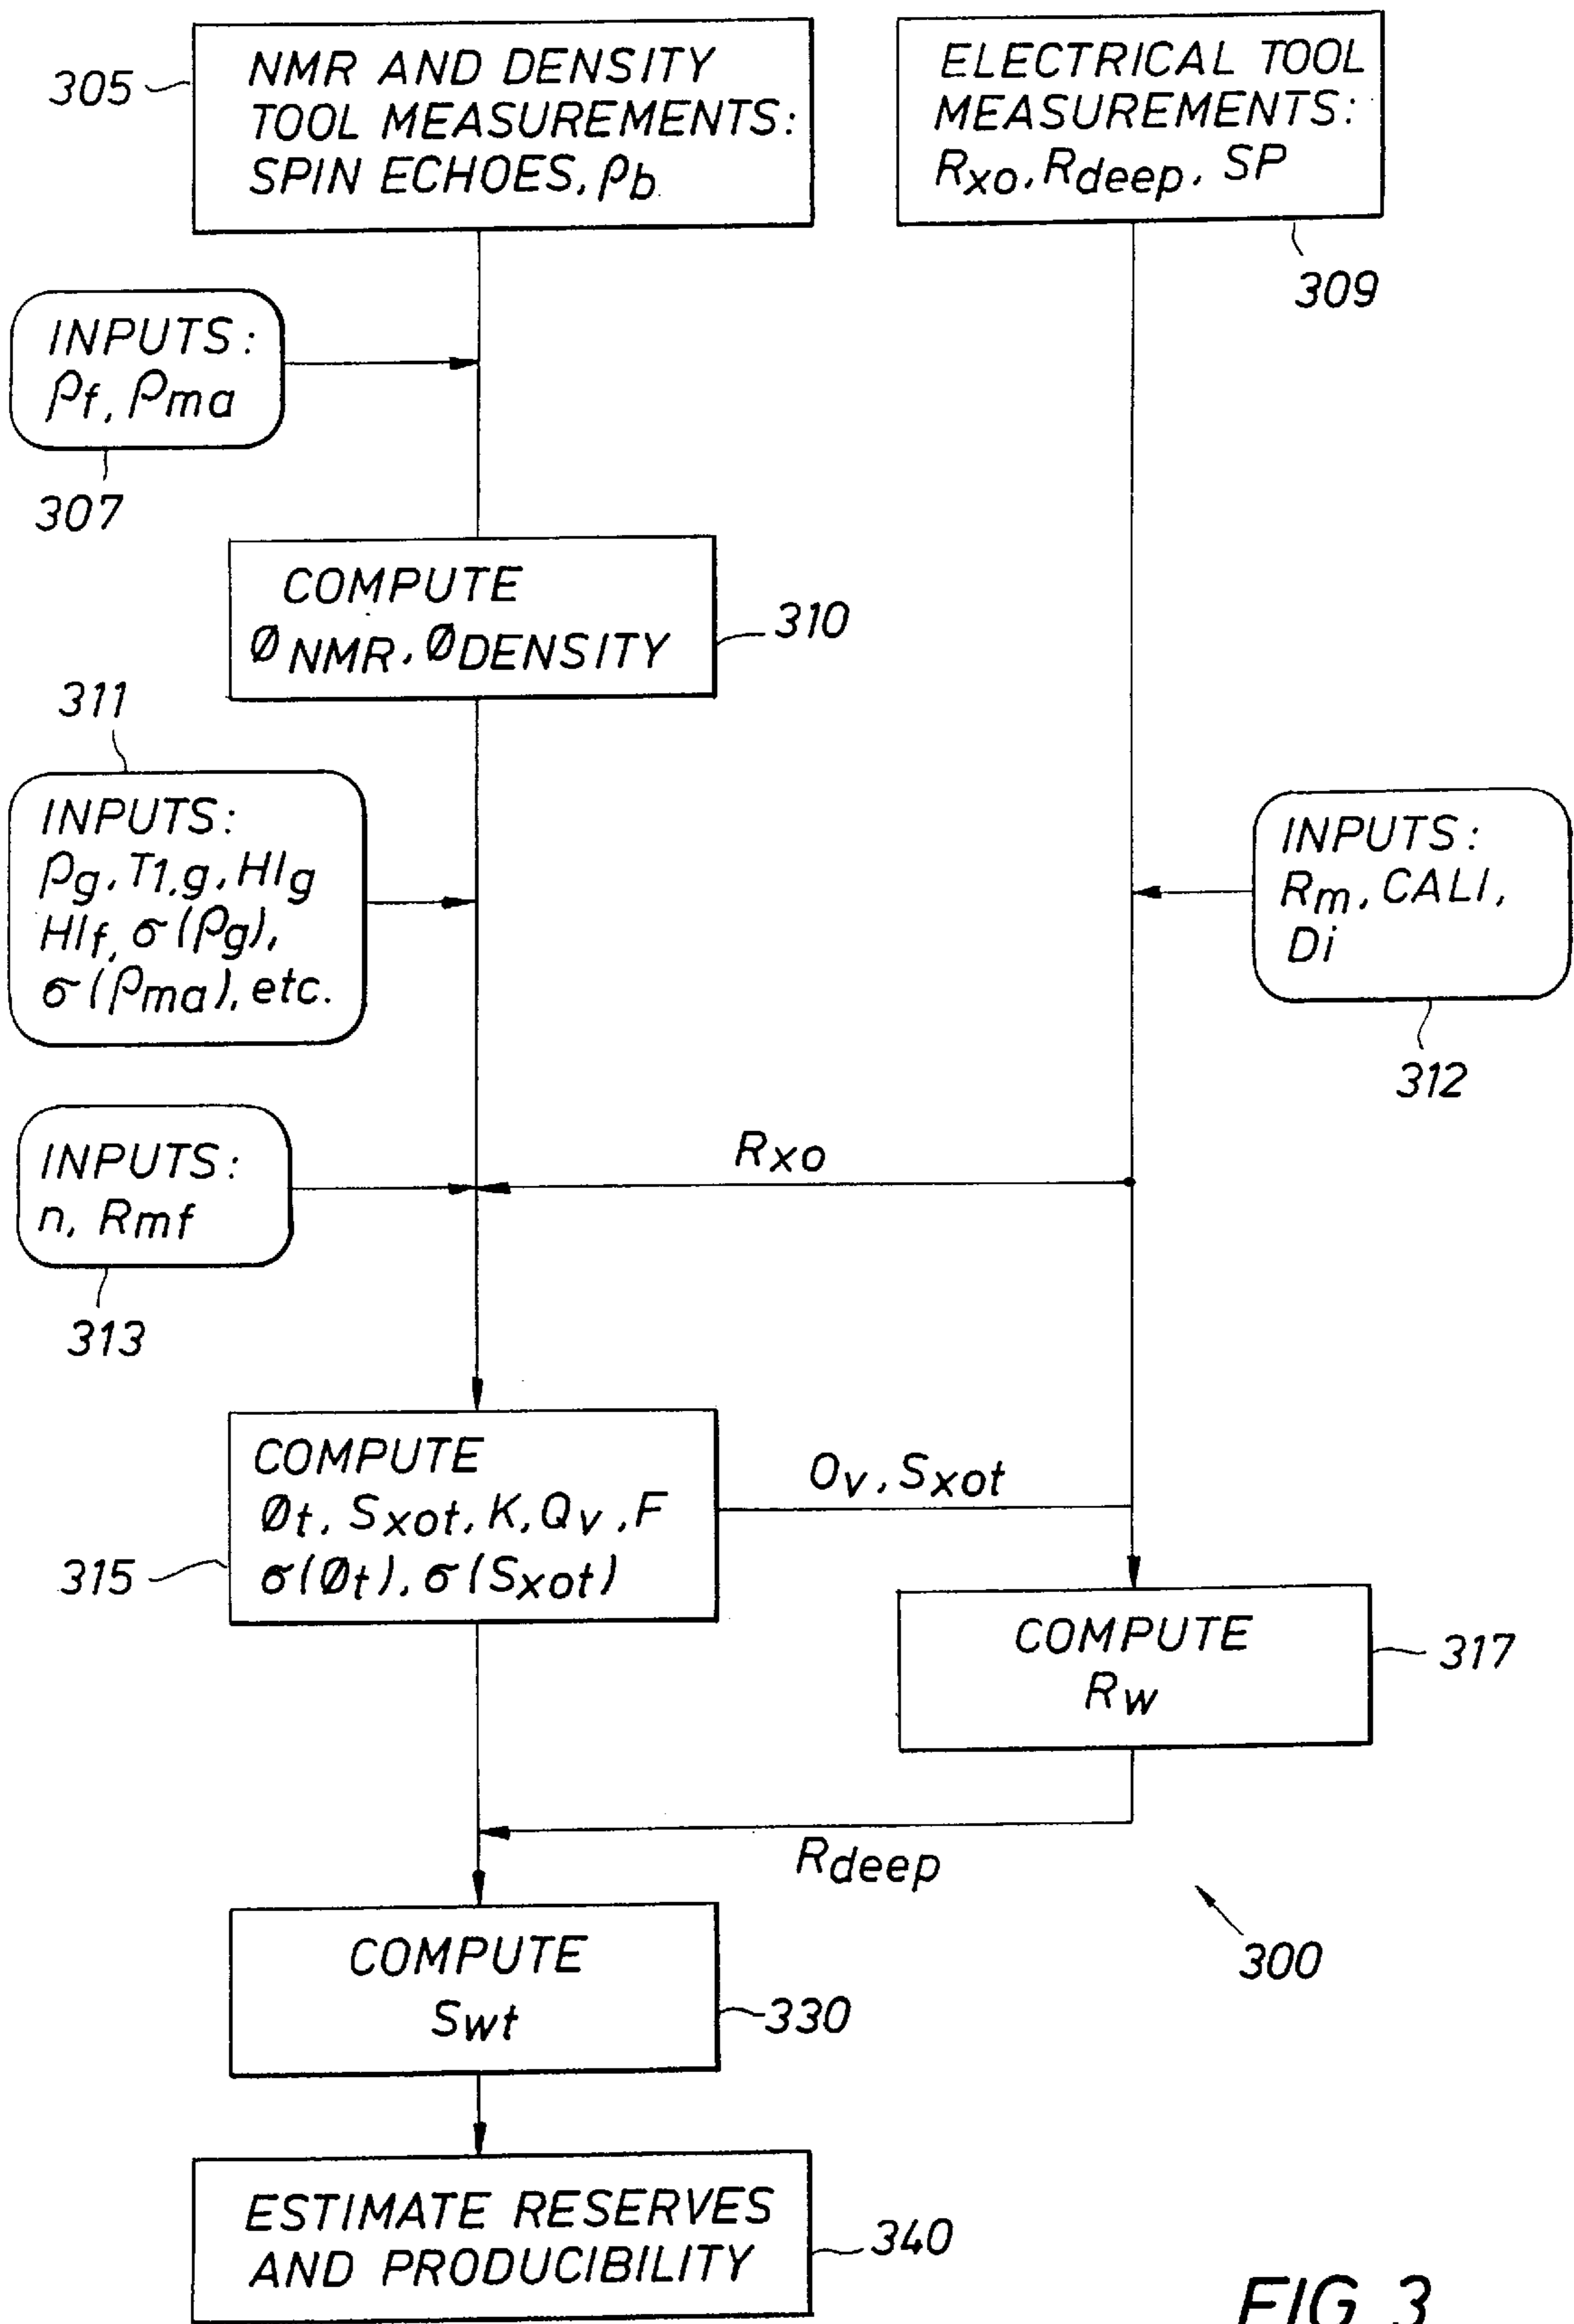 305
NMR AND DENSITY
TOOL MEASUREMENTS:
SPIN ECHOES, ρb
ELECTRICAL TOOL
MEASUREMENTS:
Rxo, Rdeep, SP
309
INPUTS:
ρf, ρma
307
COMPUTE
ØNMR, ØDENSITY
310
311
INPUTS:
ρg, T1,g, HIg
HIf, σ(ρg),
σ(ρma), etc.
INPUTS:
Rm, CALI,
Di
312
INPUTS:
n, Rmf
313
Rxo
COMPUTE
Øt, Sxot, K, Qv, F
σ(Øt), σ(Sxot)
315
Ov, Sxot
COMPUTE
Rw
317
Rdeep
300
COMPUTE
Swt
330
ESTIMATE RESERVES
AND PRODUCIBILITY
340
FIG. 3